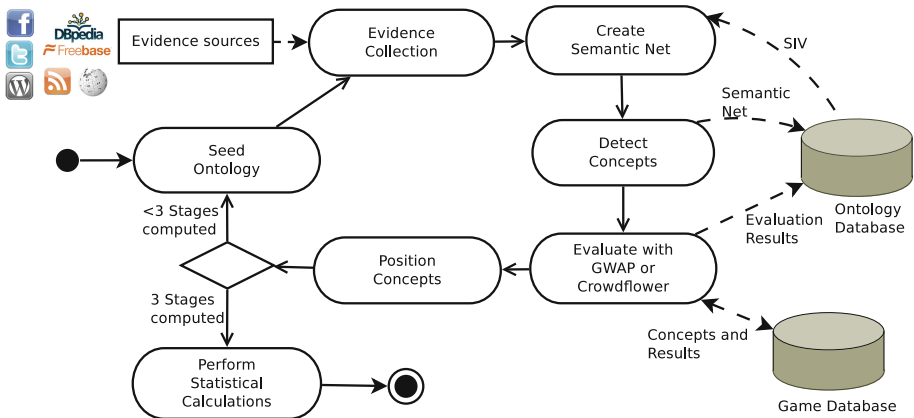 f
DBpedia
Freebase
t
W
Evidence sources
Evidence
Collection
Create
Semantic Net
SIV
Semantic
Net
Seed
Ontology
Detect
Concepts
<3 Stages
computed
Evaluation
Results
Ontology
Database
Position
Concepts
Evaluate with
GWAP or
Crowdflower
3 Stages
computed
Concepts and
Results
Perform
Statistical
Calculations
Game Database